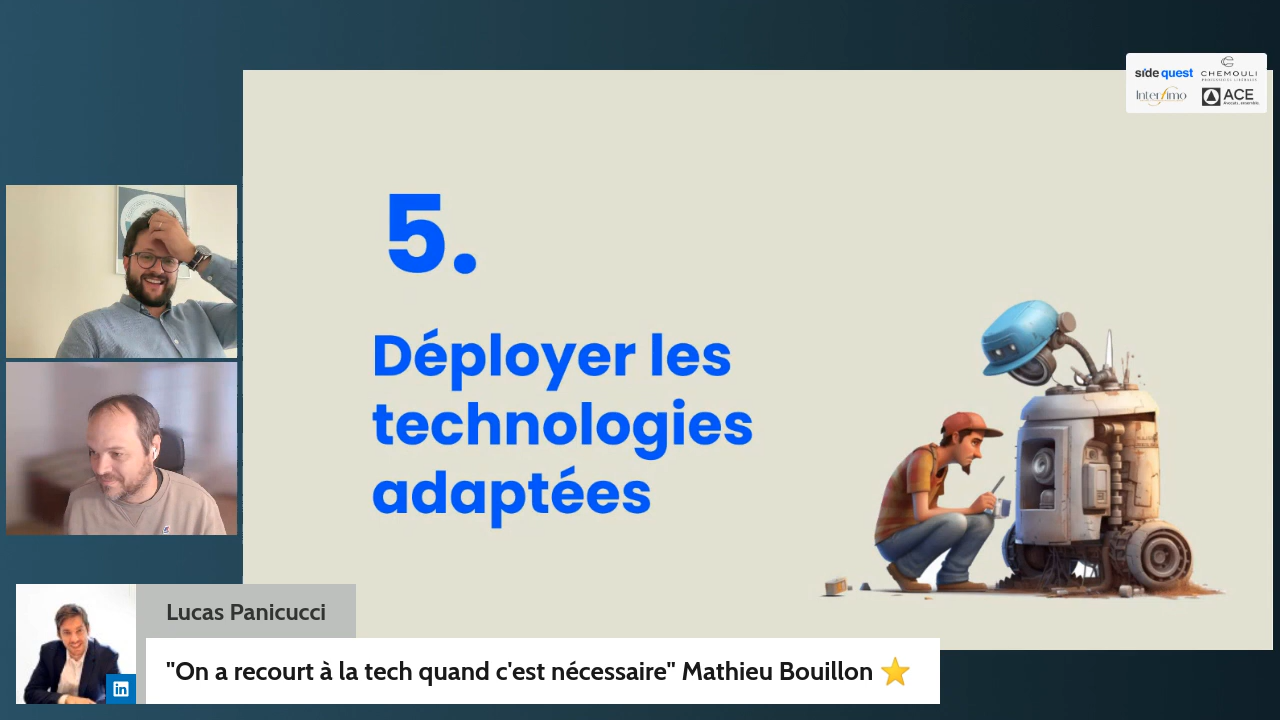 side quest
CHEMOULI
Interfimo
ACE
5.
Déployer les
technologies
adaptées
Lucas Panicucci
in
"On a recourt à la tech quand c'est nécessaire" Mathieu Bouillon ⭐